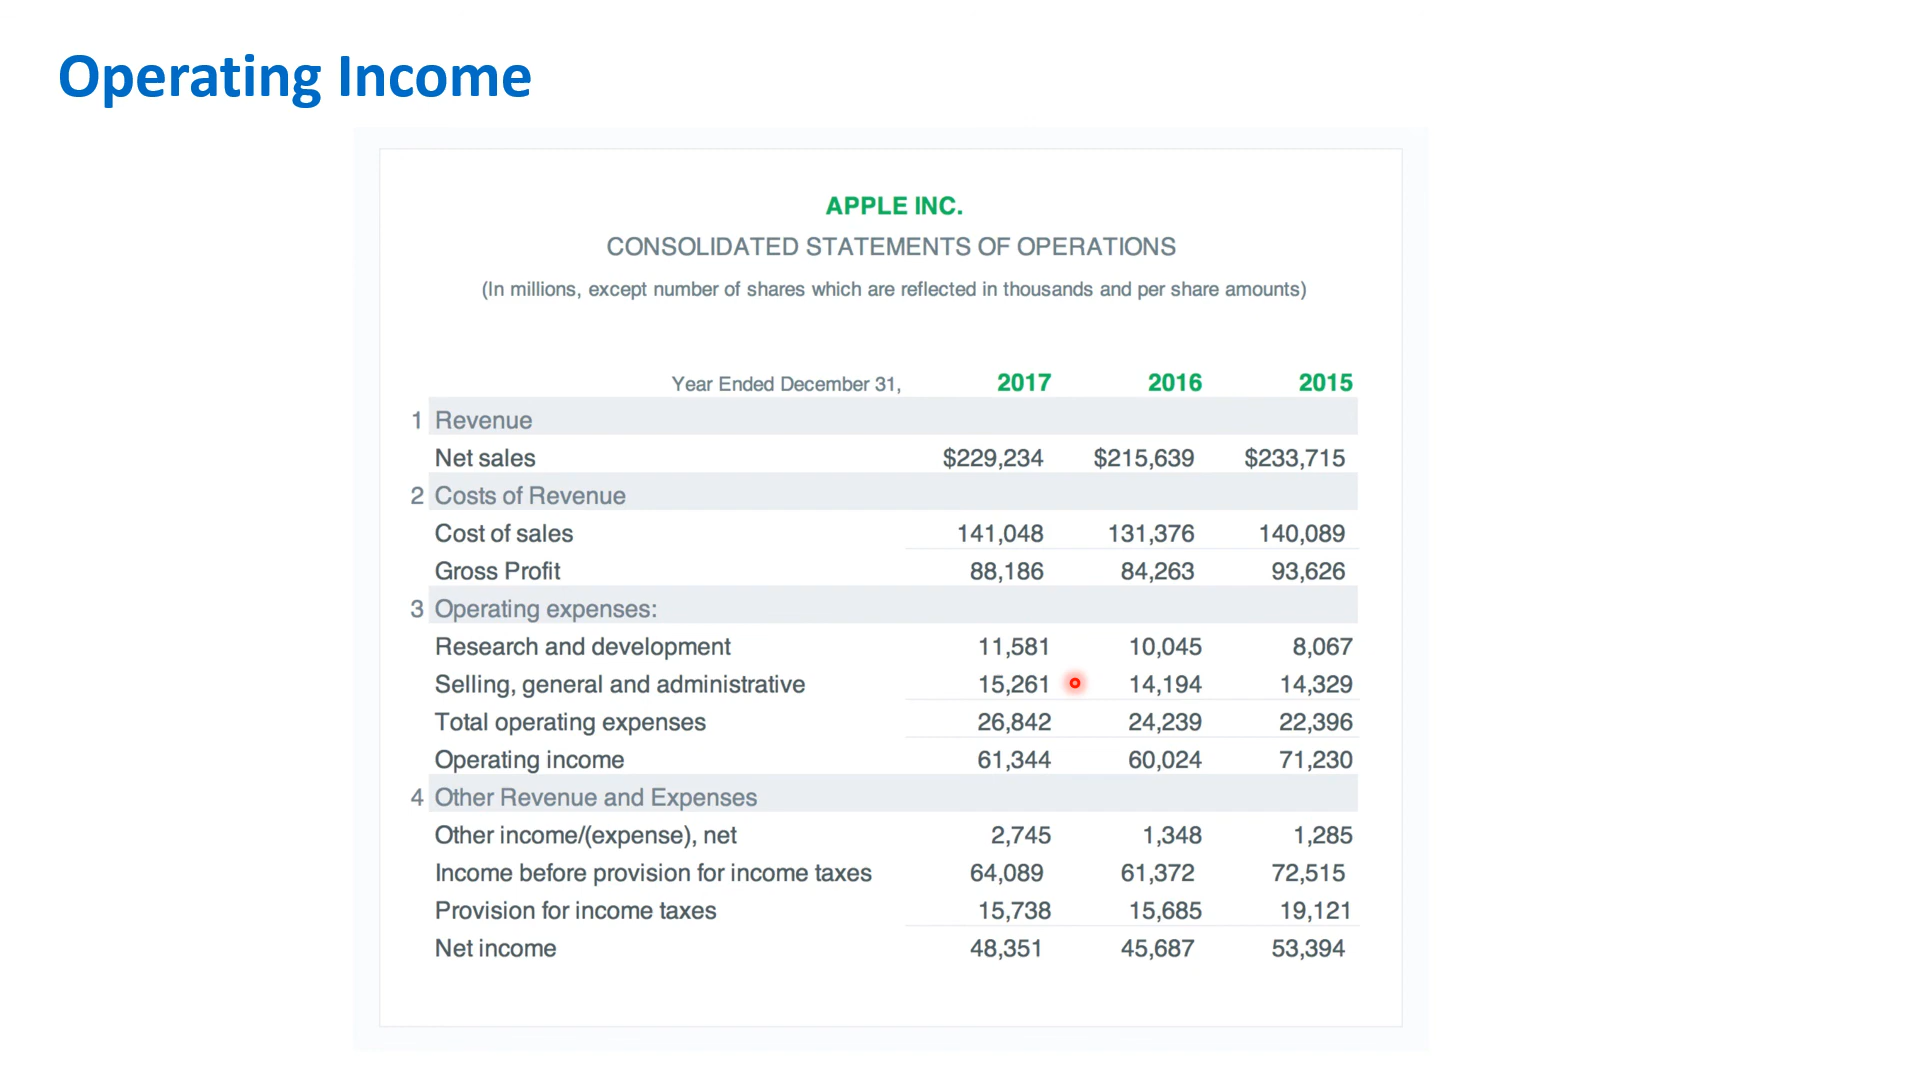 Operating Income
APPLE INC.
CONSOLIDATED STATEMENTS OF OPERATIONS
(In millions, except number of shares which are reflected in thousands and per share amounts)
Year Ended December 31, 2017 2016 2015
1 Revenue
Net sales $229,234 $215,639 $233,715
2 Costs of Revenue
Cost of sales 141,048 131,376 140,089
Gross Profit 88,186 84,263 93,626
3 Operating expenses:
Research and development 11,581 10,045 8,067
Selling, general and administrative 15,261 14,194 14,329
Total operating expenses 26,842 24,239 22,396
Operating income 61,344 60,024 71,230
4 Other Revenue and Expenses
Other income/(expense), net 2,745 1,348 1,285
Income before provision for income taxes 64,089 61,372 72,515
Provision for income taxes 15,738 15,685 19,121
Net income 48,351 45,687 53,394